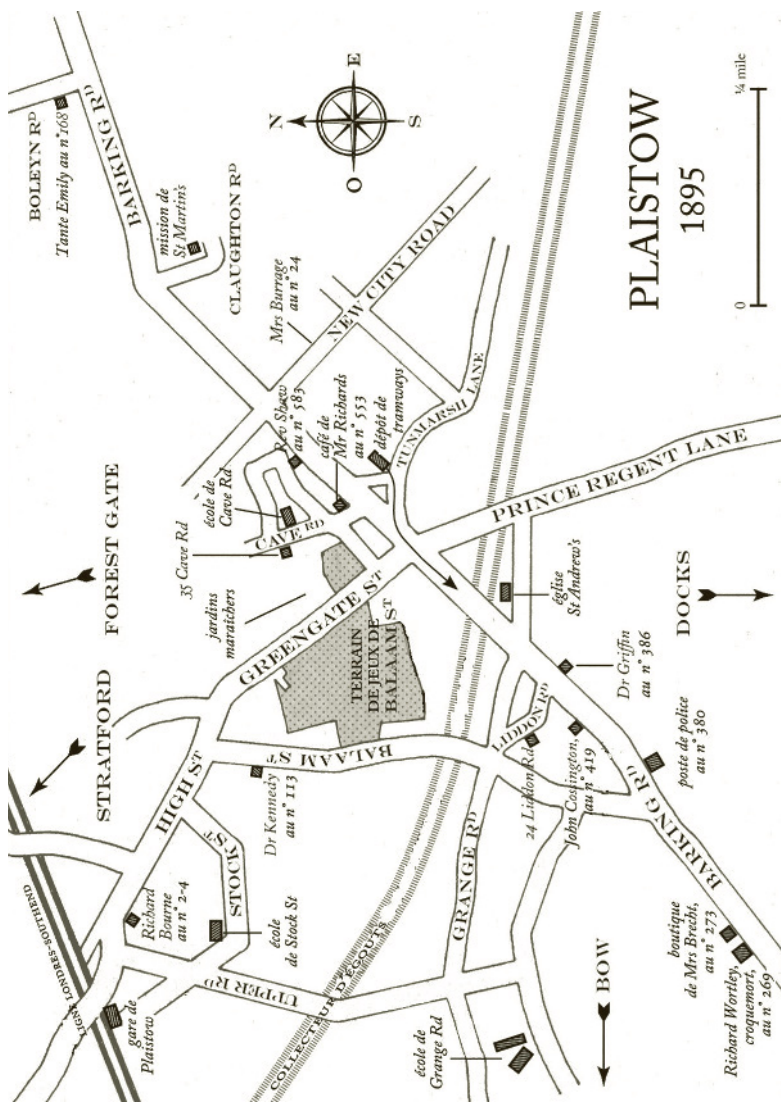 PLAISTOW
1895
0
¼ mile
N
E
S
O
STRATFORD
FOREST GATE
DOCKS
BOW
LIGNE LONDRES-SOUTHEND
gare de
Plaistow
Richard
Bourne
au n° 2-4
HIGH ST
STOCK ST
école
de Stock St
UPPER RD
COLLECTEUR D'ÉGOUTS
Dr Kennedy
au n° 113
BALAAM ST
GREENGATE ST
jardins
maraîchers
TERRAIN
DE JEUX DE
BALAAM ST
35 Cave Rd
CAVE RD
école de
Cave Rd
Rev Shaw
au n° 583
café de
Mr Richards
au n° 553
dépôt de
tramways
TUNMARSH LANE
NEW CITY ROAD
Mrs Burrage
au n° 24
CLAUGHTON RD
mission de
St Martin's
BARKING RD
BOLEYN RD
Tante Emily au n° 168
PRINCE REGENT LANE
église
St Andrew's
Dr Griffin
au n° 386
LIDDON RD
24 Liddon Rd
John Cossington,
au n° 419
poste de police
au n° 380
GRANGE RD
école de
Grange Rd
BARKING RD
boutique
de Mrs Brecht,
au n° 273
Richard Wortley,
croquemort, au
n° 269